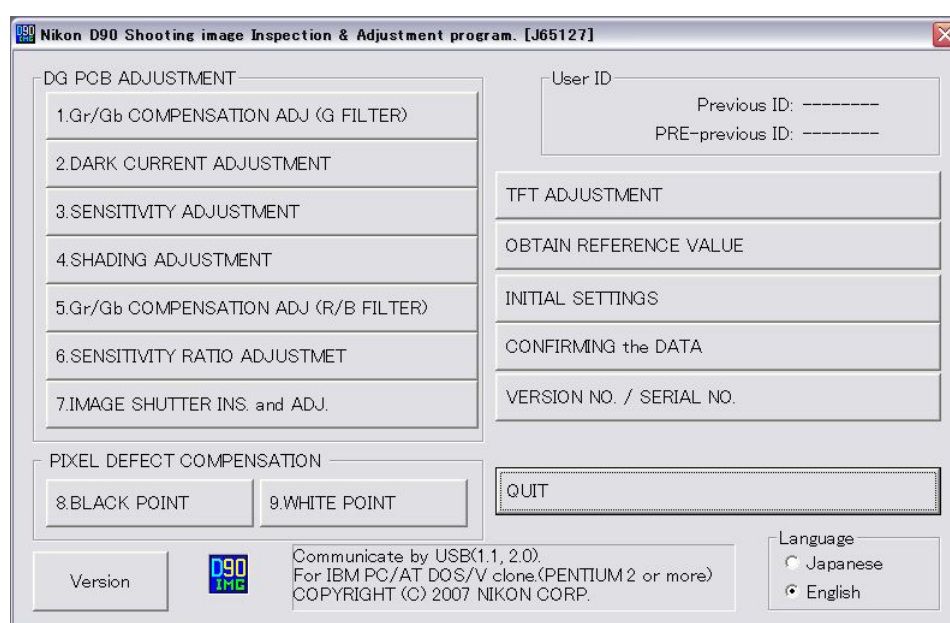 Nikon D90 Shooting image Inspection & Adjustment program. [J65127]
DG PCB ADJUSTMENT
1.Gr/Gb COMPENSATION ADJ (G FILTER)
2.DARK CURRENT ADJUSTMENT
3.SENSITIVITY ADJUSTMENT
4.SHADING ADJUSTMENT
5.Gr/Gb COMPENSATION ADJ (R/B FILTER)
6.SENSITIVITY RATIO ADJUSTMET
7.IMAGE SHUTTER INS. and ADJ.
PIXEL DEFECT COMPENSATION
8.BLACK POINT
9.WHITE POINT
Version
D90
IMG
Communicate by USB(1.1, 2.0).
For IBM PC/AT DOS/V clone.(PENTIUM 2 or more)
COPYRIGHT (C) 2007 NIKON CORP.
User ID
Previous ID: --------
PRE-previous ID: --------
TFT ADJUSTMENT
OBTAIN REFERENCE VALUE
INITIAL SETTINGS
CONFIRMING the DATA
VERSION NO. / SERIAL NO.
QUIT
Language
Japanese
English